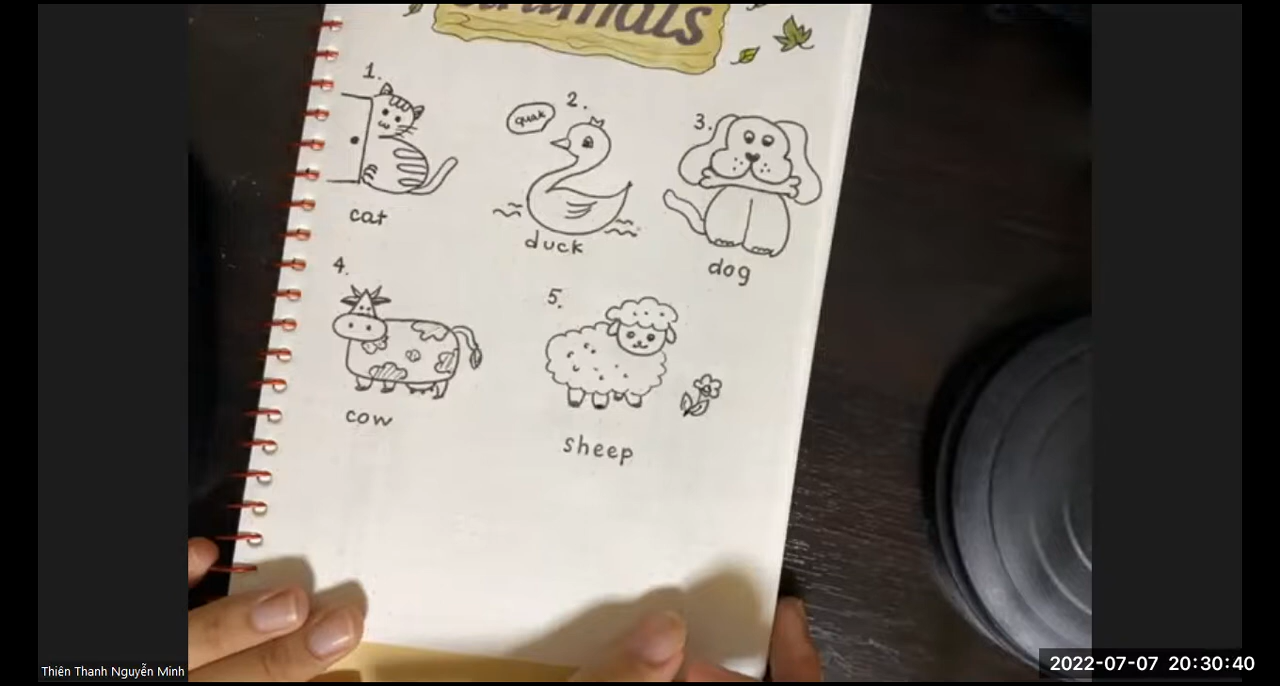 animals
1.
2.
3.
quak
cat
duck
dog
4.
5.
cow
sheep
Thiên Thanh Nguyễn Minh
2022-07-07 20:30:40